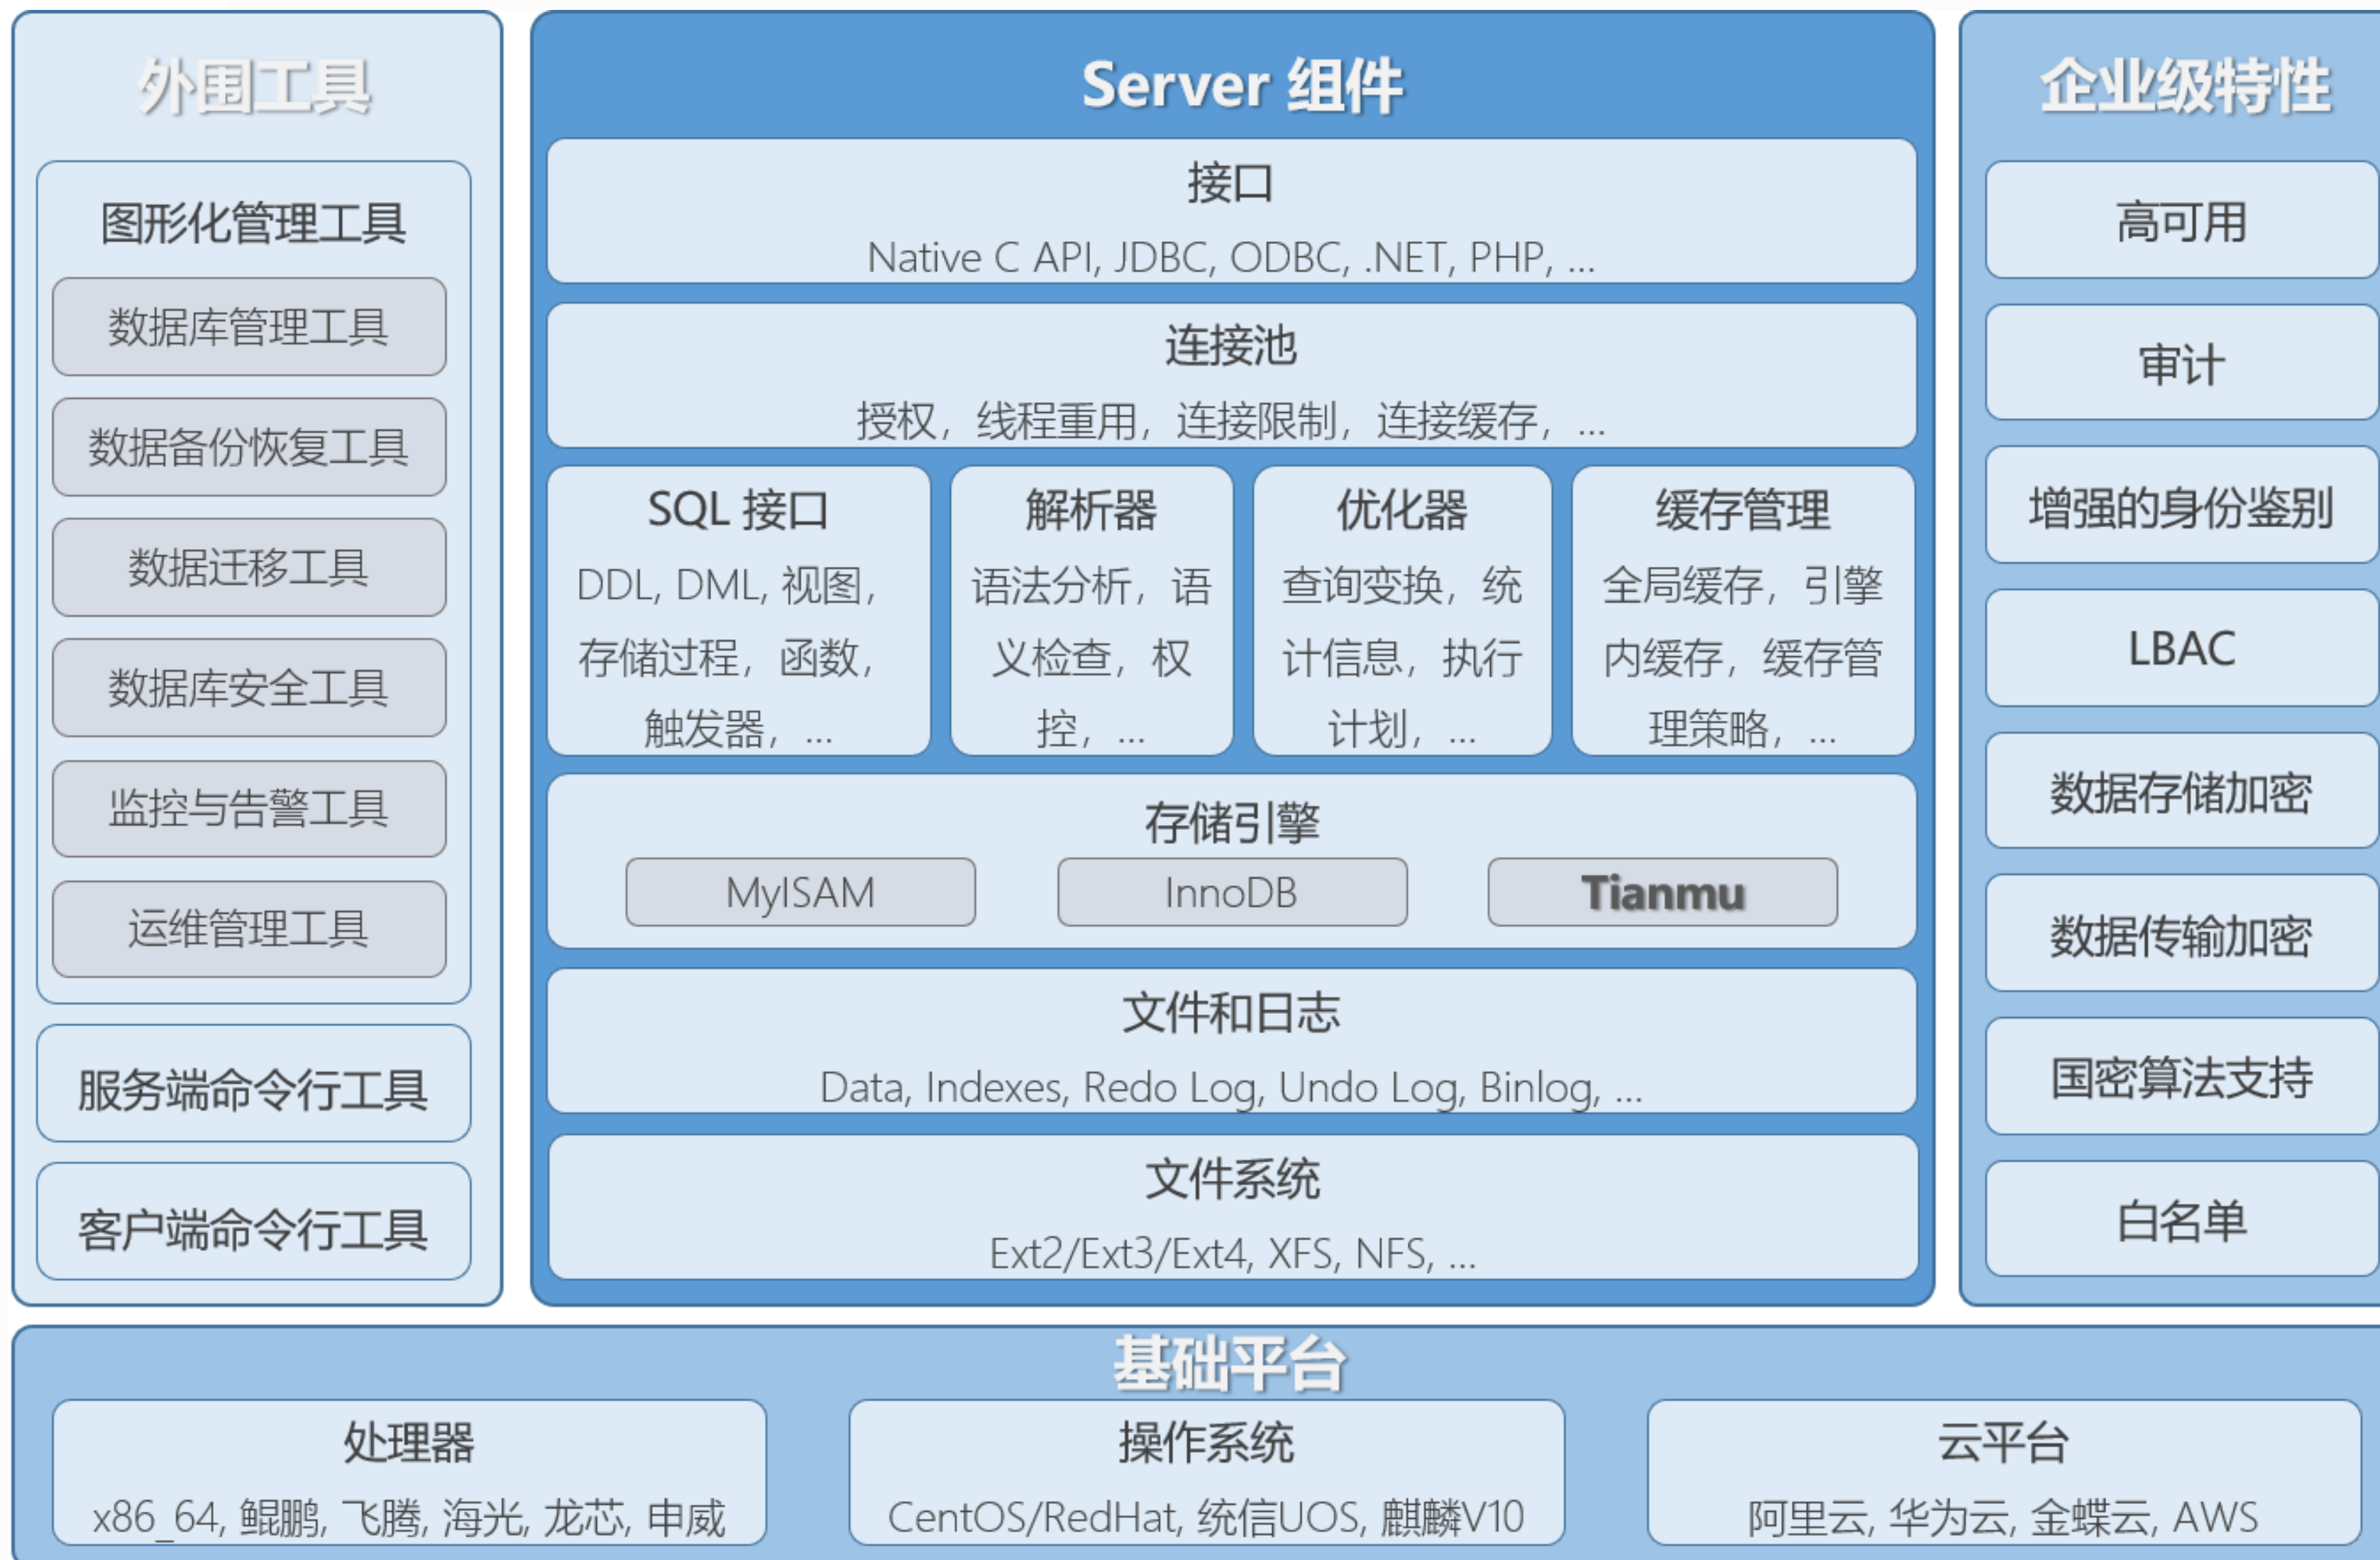 外围工具
图形化管理工具
数据库管理工具
数据备份恢复工具
数据迁移工具
数据库安全工具
监控与告警工具
运维管理工具
服务端命令行工具
客户端命令行工具
Server 组件
接口
Native C API, JDBC, ODBC, .NET, PHP, ...
连接池
授权，线程重用，连接限制，连接缓存，...
SQL 接口
DDL, DML, 视图，
存储过程，函数，
触发器，...
解析器
语法分析，语
义检查，权
控，...
优化器
查询变换，统
计信息，执行
计划，...
缓存管理
全局缓存，引擎
内缓存，缓存管
理策略，...
存储引擎
MyISAM
InnoDB
Tianmu
文件和日志
Data, Indexes, Redo Log, Undo Log, Binlog, ...
文件系统
Ext2/Ext3/Ext4, XFS, NFS, ...
企业级特性
高可用
审计
增强的身份鉴别
LBAC
数据存储加密
数据传输加密
国密算法支持
白名单
基础平台
处理器
x86_64, 鲲鹏, 飞腾, 海光, 龙芯, 申威
操作系统
CentOS/RedHat, 统信UOS, 麒麟V10
云平台
阿里云, 华为云, 金蝶云, AWS